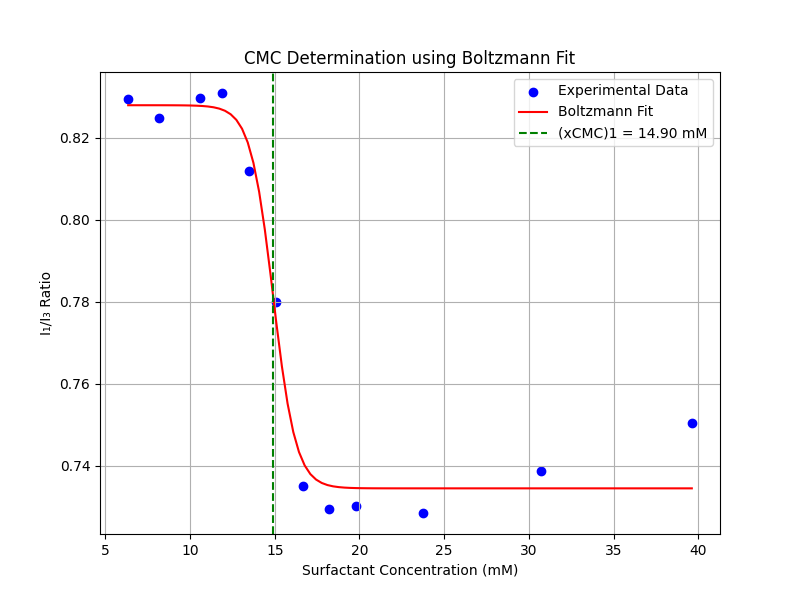 CMC Determination using Boltzmann Fit
Experimental Data
Boltzmann Fit
(xCMC)1 = 14.90 mM
I₁/I₃ Ratio
0.82
0.80
0.78
0.76
0.74
5 10 15 20 25 30 35 40
Surfactant Concentration (mM)